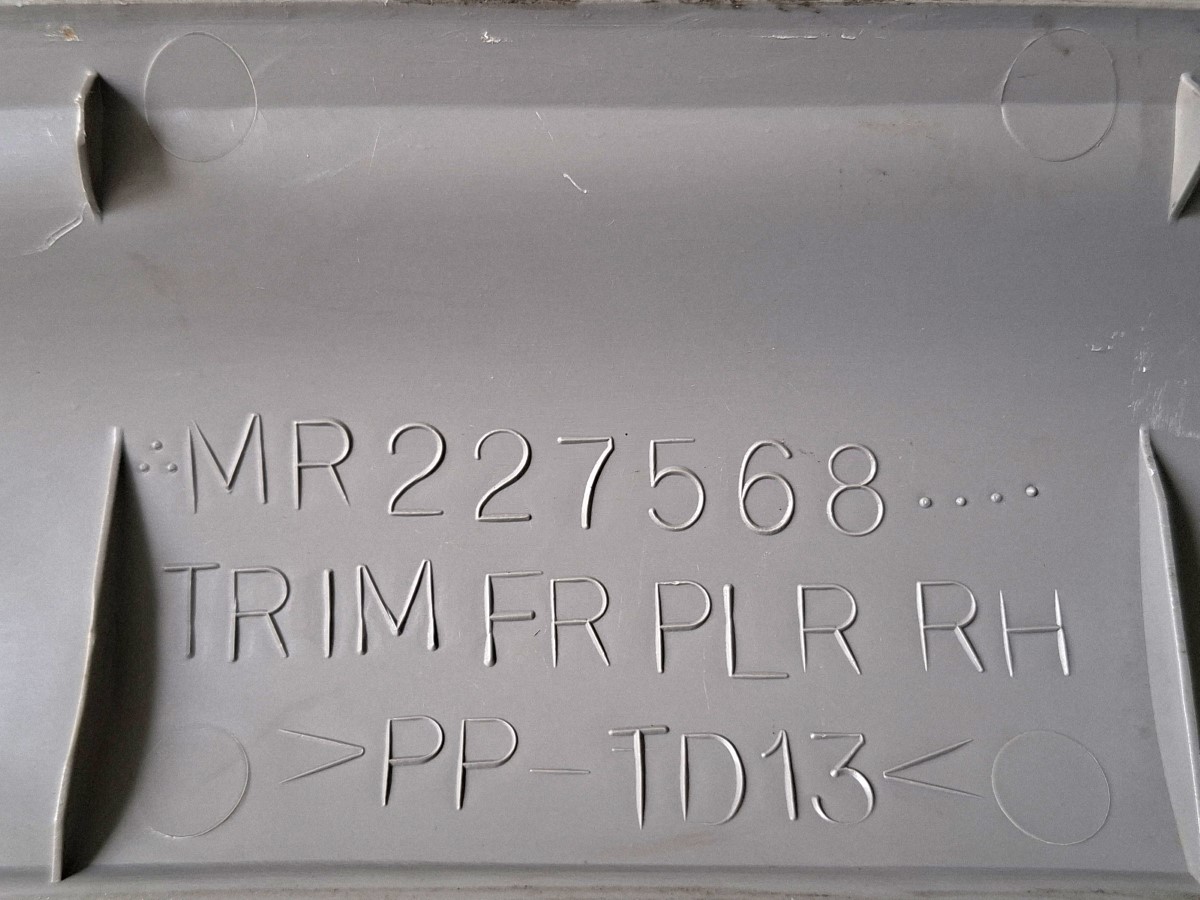 MR227568....
TRIM FR PLR RH
>PP-TD13<